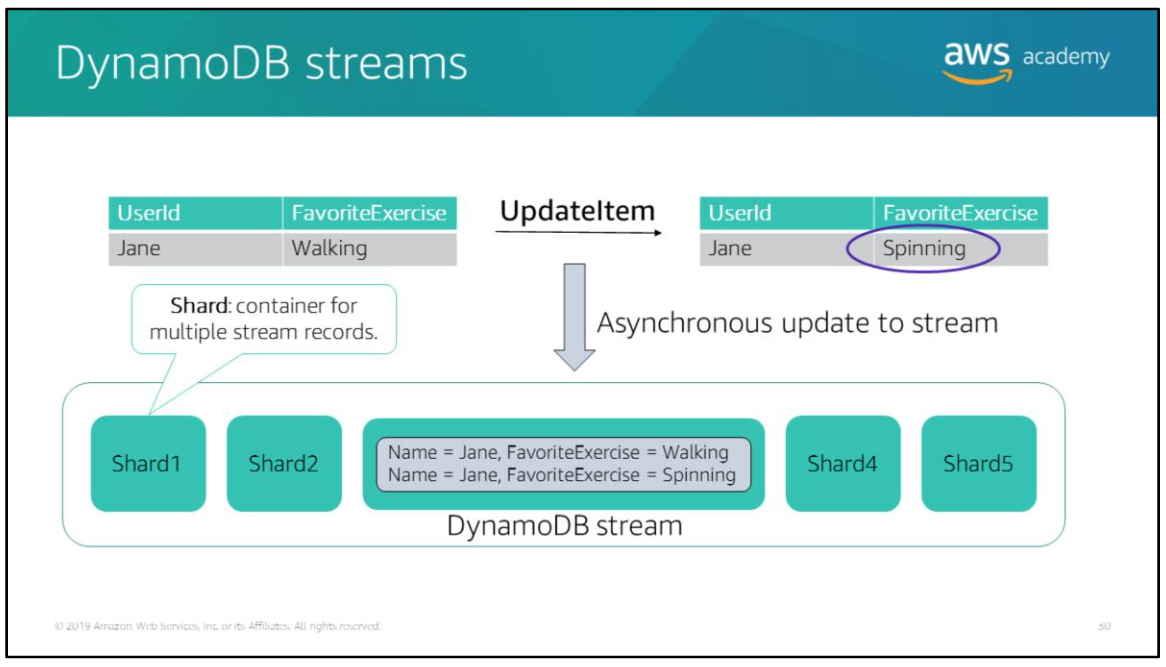 DynamoDB streams
aws academy
UserId FavoriteExercise
Jane Walking
UpdateItem
UserId FavoriteExercise
Jane Spinning
Shard: container for
multiple stream records.
Asynchronous update to stream
Shard1
Shard2
Name = Jane, FavoriteExercise = Walking
Name = Jane, FavoriteExercise = Spinning
Shard4
Shard5
DynamoDB stream
© 2019 Amazon Web Services, Inc. or its Affiliates. All rights reserved.
30